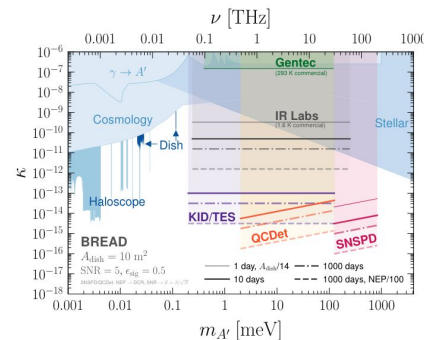 ν [THz]
0.001 0.01 0.1 1 10 100
10⁻⁶
10⁻⁷
10⁻⁸
10⁻⁹
10⁻¹⁰
10⁻¹¹
10⁻¹²
10⁻¹³
10⁻¹⁴
10⁻¹⁵
10⁻¹⁶
10⁻¹⁷
10⁻¹⁸
κ
γ → A′
Gentec
(293 K commercial)
Cosmology
IR Labs
(1.6 K commercial)
Stellar
Dish
Haloscope
KID/TES
QCDet
SNSPD
BREAD
A_dish = 10 m²
SNR = 5, ϵ_sig = 0.5
1 day, A_dish/14
10 days
1000 days
1000 days, NEP/100
0.001 0.01 0.1 1 10 100 1000
m_A′ [meV]